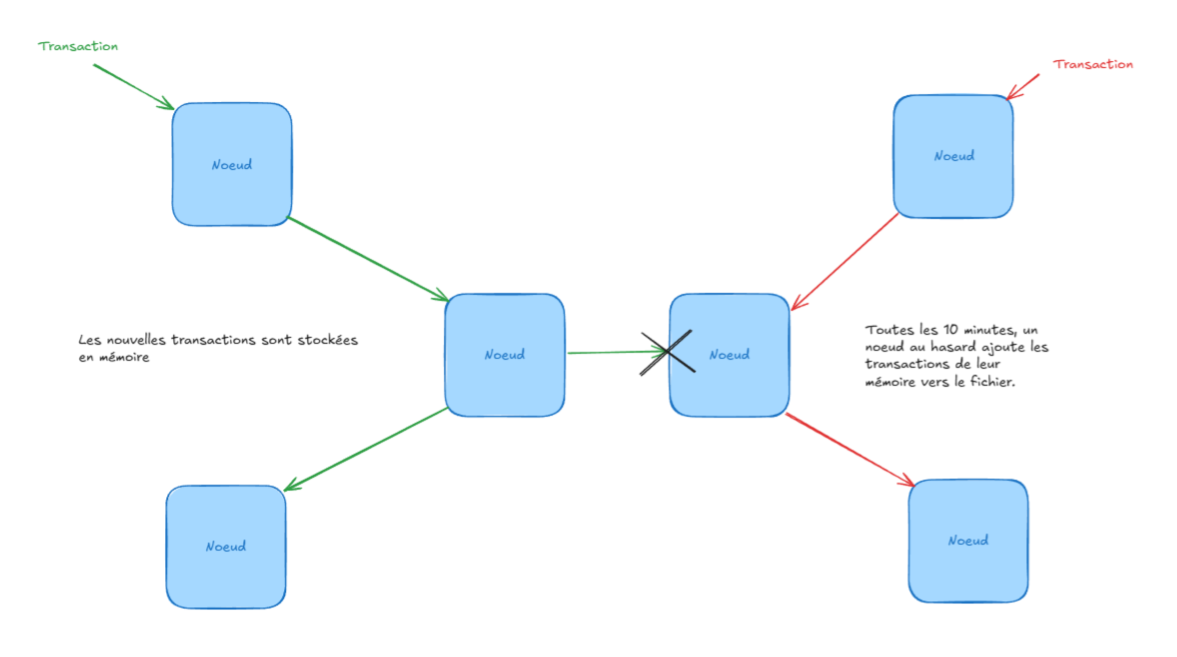 Transaction
Transaction
Noeud
Noeud
Les nouvelles transactions sont stockées
en mémoire
Noeud
Noeud
Toutes les 10 minutes, un
noeud au hasard ajoute les
transactions de leur
mémoire vers le fichier.
Noeud
Noeud